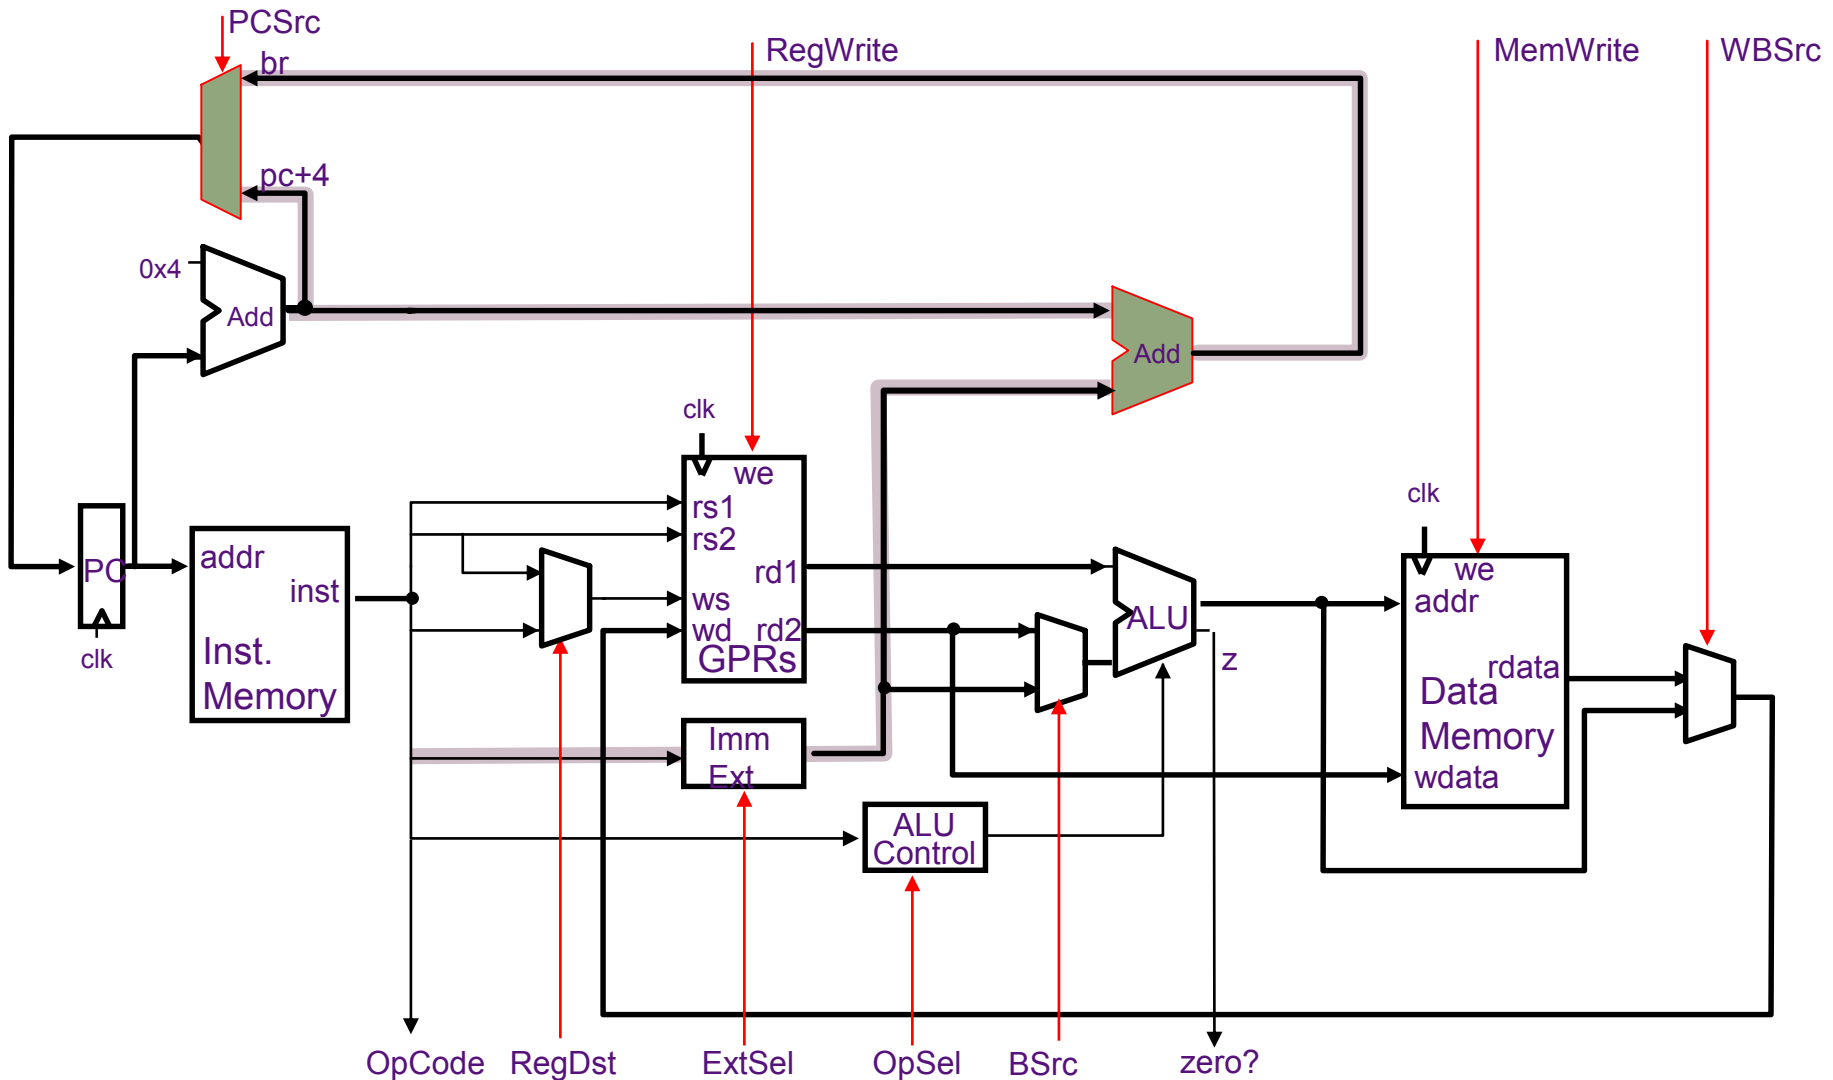 PCSrc
br
RegWrite
MemWrite
WBSrc
pc+4
0x4
Add
Add
clk
we
rs1
rs2
rd1
ws
wd
rd2
GPRs
clk
we
addr
rdata
Data
Memory
wdata
PC
clk
addr
inst
Inst.
Memory
ALU
z
Imm
Ext
ALU
Control
OpCode
RegDst
ExtSel
OpSel
BSrc
zero?